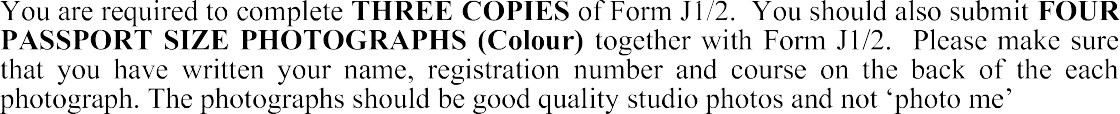 You are required to complete THREE COPIES of Form J1/2. You should also submit FOUR
PASSPORT SIZE PHOTOGRAPHS (Colour) together with Form J1/2. Please make sure
that you have written your name, registration number and course on the back of the each
photograph. The photographs should be good quality studio photos and not ‘photo me’